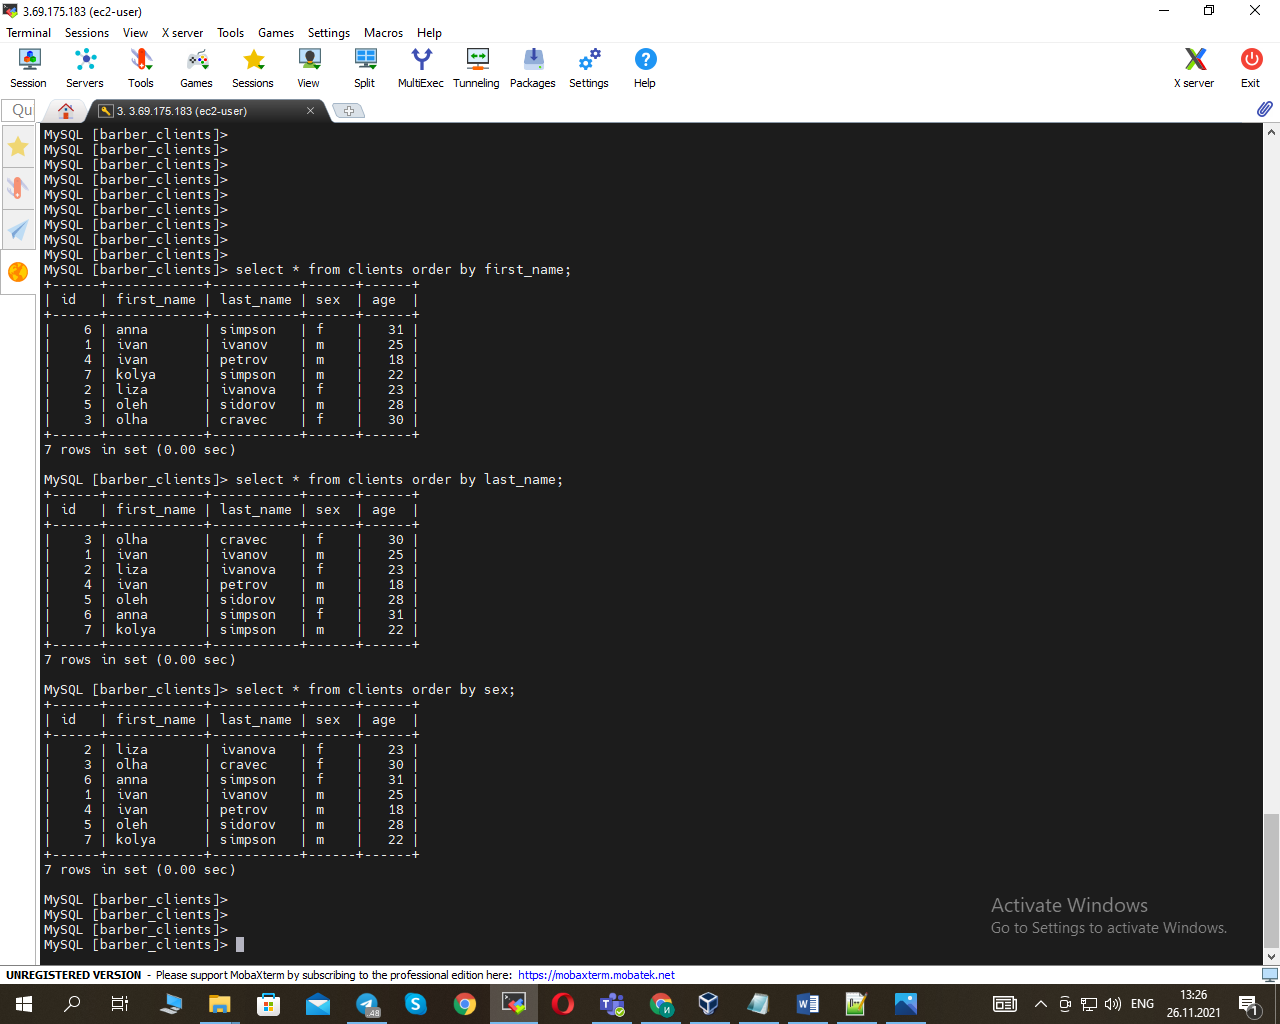 3.69.175.183 (ec2-user)
Terminal Sessions View X server Tools Games Settings Macros Help
Session Servers Tools Games Sessions View Split MultiExec Tunneling Packages Settings Help X server Exit
Qu 3. 3.69.175.183 (ec2-user)
MySQL [barber_clients]>
MySQL [barber_clients]>
MySQL [barber_clients]>
MySQL [barber_clients]>
MySQL [barber_clients]>
MySQL [barber_clients]>
MySQL [barber_clients]>
MySQL [barber_clients]>
MySQL [barber_clients]>
MySQL [barber_clients]> select * from clients order by first_name;
+------+------------+-----------+------+------+
| id   | first_name | last_name | sex  | age  |
+------+------------+-----------+------+------+
|    6 | anna       | simpson   | f    |   31 |
|    1 | ivan       | ivanov    | m    |   25 |
|    4 | ivan       | petrov    | m    |   18 |
|    7 | kolya      | simpson   | m    |   22 |
|    2 | liza       | ivanova   | f    |   23 |
|    5 | oleh       | sidorov   | m    |   28 |
|    3 | olha       | cravec    | f    |   30 |
+------+------------+-----------+------+------+
7 rows in set (0.00 sec)
MySQL [barber_clients]> select * from clients order by last_name;
+------+------------+-----------+------+------+
| id   | first_name | last_name | sex  | age  |
+------+------------+-----------+------+------+
|    3 | olha       | cravec    | f    |   30 |
|    1 | ivan       | ivanov    | m    |   25 |
|    2 | liza       | ivanova   | f    |   23 |
|    4 | ivan       | petrov    | m    |   18 |
|    5 | oleh       | sidorov   | m    |   28 |
|    6 | anna       | simpson   | f    |   31 |
|    7 | kolya      | simpson   | m    |   22 |
+------+------------+-----------+------+------+
7 rows in set (0.00 sec)
MySQL [barber_clients]> select * from clients order by sex;
+------+------------+-----------+------+------+
| id   | first_name | last_name | sex  | age  |
+------+------------+-----------+------+------+
|    2 | liza       | ivanova   | f    |   23 |
|    3 | olha       | cravec    | f    |   30 |
|    6 | anna       | simpson   | f    |   31 |
|    1 | ivan       | ivanov    | m    |   25 |
|    4 | ivan       | petrov    | m    |   18 |
|    5 | oleh       | sidorov   | m    |   28 |
|    7 | kolya      | simpson   | m    |   22 |
+------+------------+-----------+------+------+
7 rows in set (0.00 sec)
MySQL [barber_clients]>
MySQL [barber_clients]>
MySQL [barber_clients]>
MySQL [barber_clients]>
Activate Windows
Go to Settings to activate Windows.
UNREGISTERED VERSION - Please support MobaXterm by subscribing to the professional edition here: https://mobaxterm.mobatek.net
48
ENG
13:26
26.11.2021
1